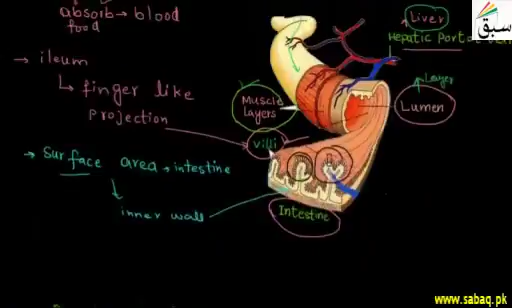 absorb → blood
food
→ ileum
↳ finger like
projection
→ Surface area → intestine
inner wall
Muscle
Layers
villi
Intestine
Liver
Hepatic Portal
Layer
Lumen
سبق
www.sabaq.pk